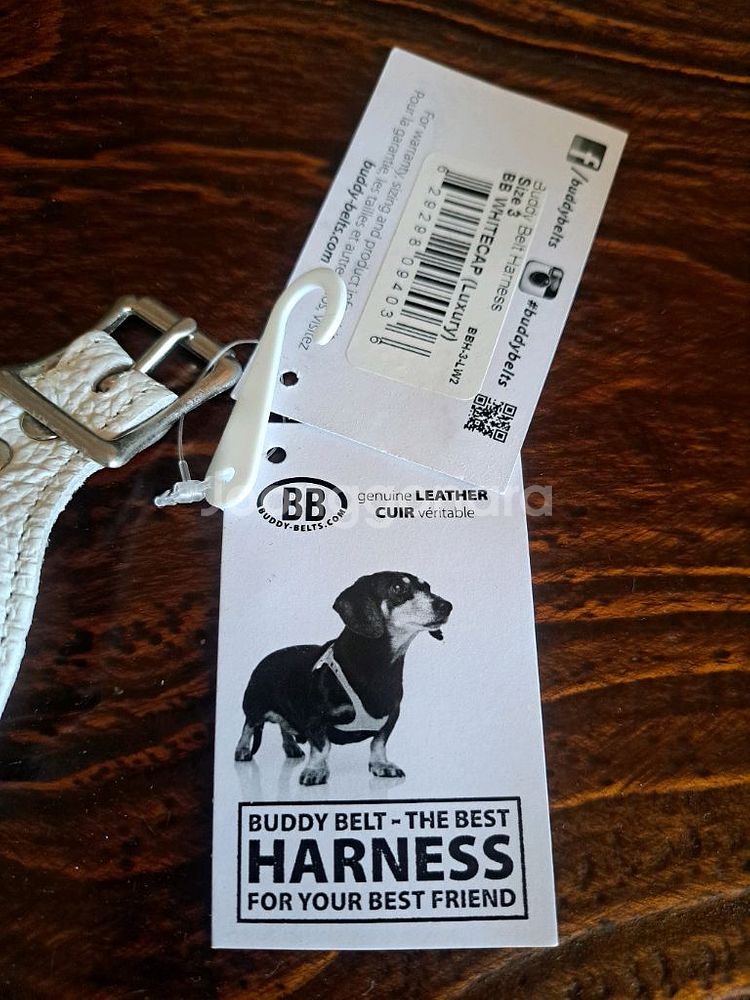 For warranty, sizing and product inf
Pour la garantie, les tailles et autre
visitez
buddy-belts.com
Buddy Belt Harness
Size 3
BB WHITECAP (Luxury)
BBH-3-LW2
6 29298 09403 6
/buddybelts
#buddybelts
BB
BUDDY-BELTS.COM
genuine LEATHER
CUIR véritable
BUDDY BELT - THE BEST
HARNESS
FOR YOUR BEST FRIEND